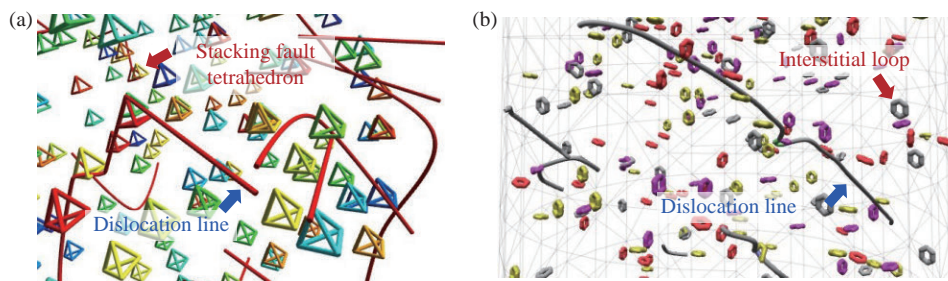 (a)
Stacking fault
tetrahedron
Dislocation line
(b)
Interstitial loop
Dislocation line